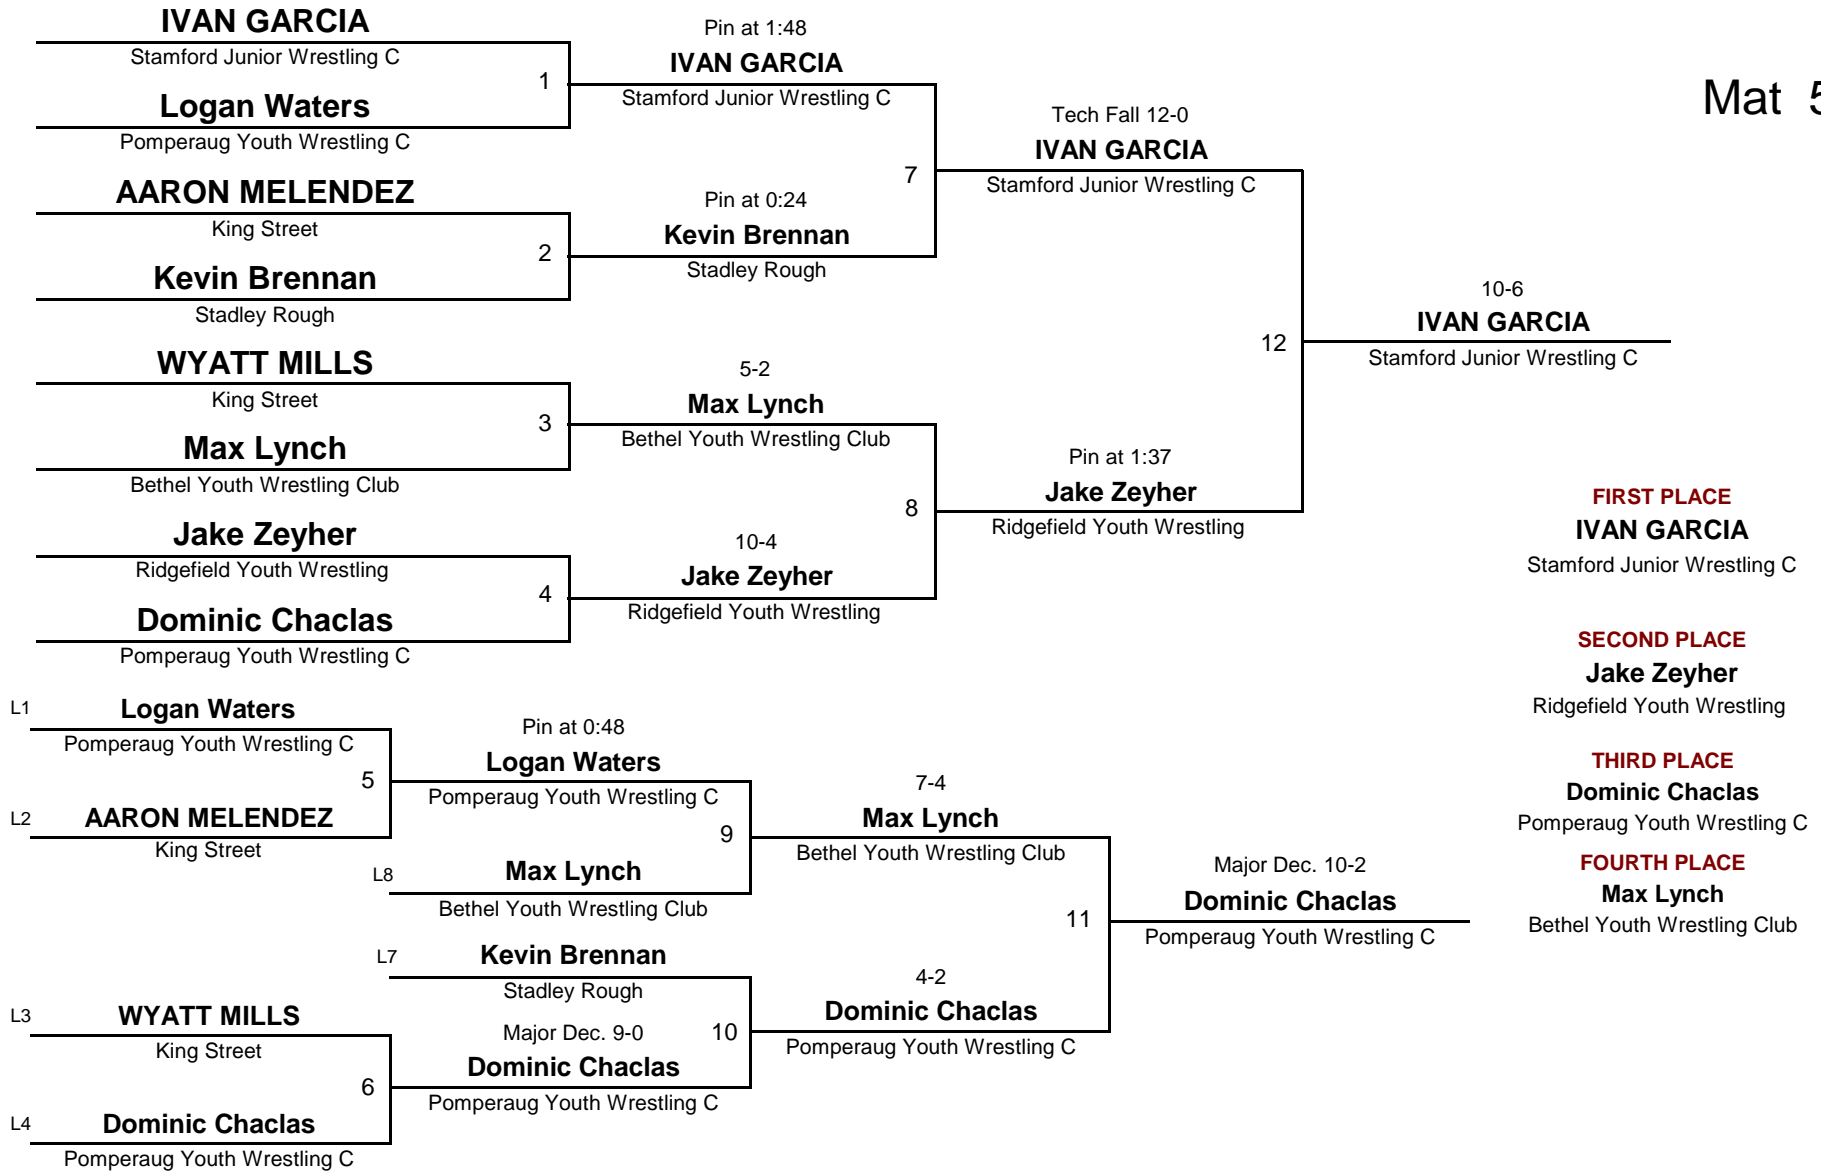 IVAN GARCIA
Stamford Junior Wrestling C
1
Logan Waters
Pomperaug Youth Wrestling C
AARON MELENDEZ
King Street
2
Kevin Brennan
Stadley Rough
WYATT MILLS
King Street
3
Max Lynch
Bethel Youth Wrestling Club
Jake Zeyher
Ridgefield Youth Wrestling
4
Dominic Chaclas
Pomperaug Youth Wrestling C
Pin at 1:48
IVAN GARCIA
Stamford Junior Wrestling C
7
Pin at 0:24
Kevin Brennan
Stadley Rough
5-2
Max Lynch
Bethel Youth Wrestling Club
8
10-4
Jake Zeyher
Ridgefield Youth Wrestling
Tech Fall 12-0
IVAN GARCIA
Stamford Junior Wrestling C
12
Pin at 1:37
Jake Zeyher
Ridgefield Youth Wrestling
10-6
IVAN GARCIA
Stamford Junior Wrestling C
Mat 5
L1 Logan Waters
Pomperaug Youth Wrestling C
5
L2 AARON MELENDEZ
King Street
L3 WYATT MILLS
King Street
6
L4 Dominic Chaclas
Pomperaug Youth Wrestling C
Pin at 0:48
Logan Waters
Pomperaug Youth Wrestling C
9
L8 Max Lynch
Bethel Youth Wrestling Club
L7 Kevin Brennan
Stadley Rough
Major Dec. 9-0
10
Dominic Chaclas
Pomperaug Youth Wrestling C
7-4
Max Lynch
Bethel Youth Wrestling Club
11
4-2
Dominic Chaclas
Pomperaug Youth Wrestling C
Major Dec. 10-2
Dominic Chaclas
Pomperaug Youth Wrestling C
FIRST PLACE
IVAN GARCIA
Stamford Junior Wrestling C
SECOND PLACE
Jake Zeyher
Ridgefield Youth Wrestling
THIRD PLACE
Dominic Chaclas
Pomperaug Youth Wrestling C
FOURTH PLACE
Max Lynch
Bethel Youth Wrestling Club